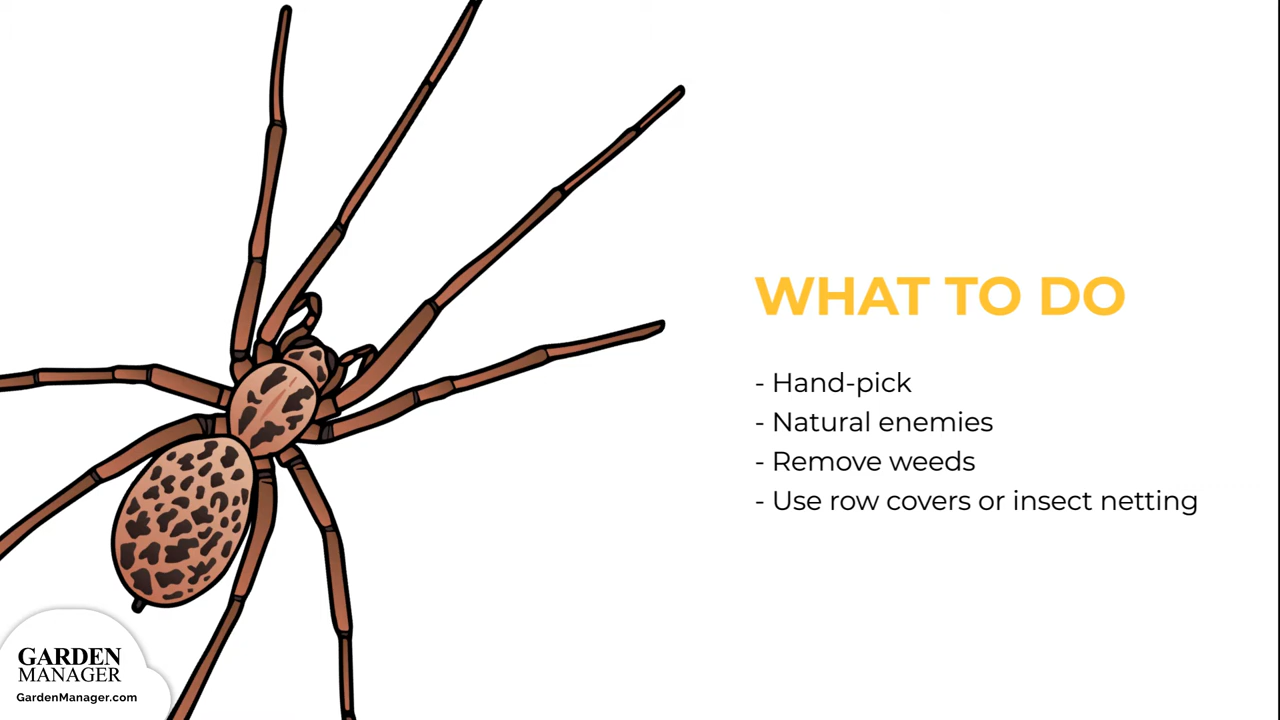 WHAT TO DO
- Hand-pick
- Natural enemies
- Remove weeds
- Use row covers or insect netting
GARDEN
MANAGER
GardenManager.com